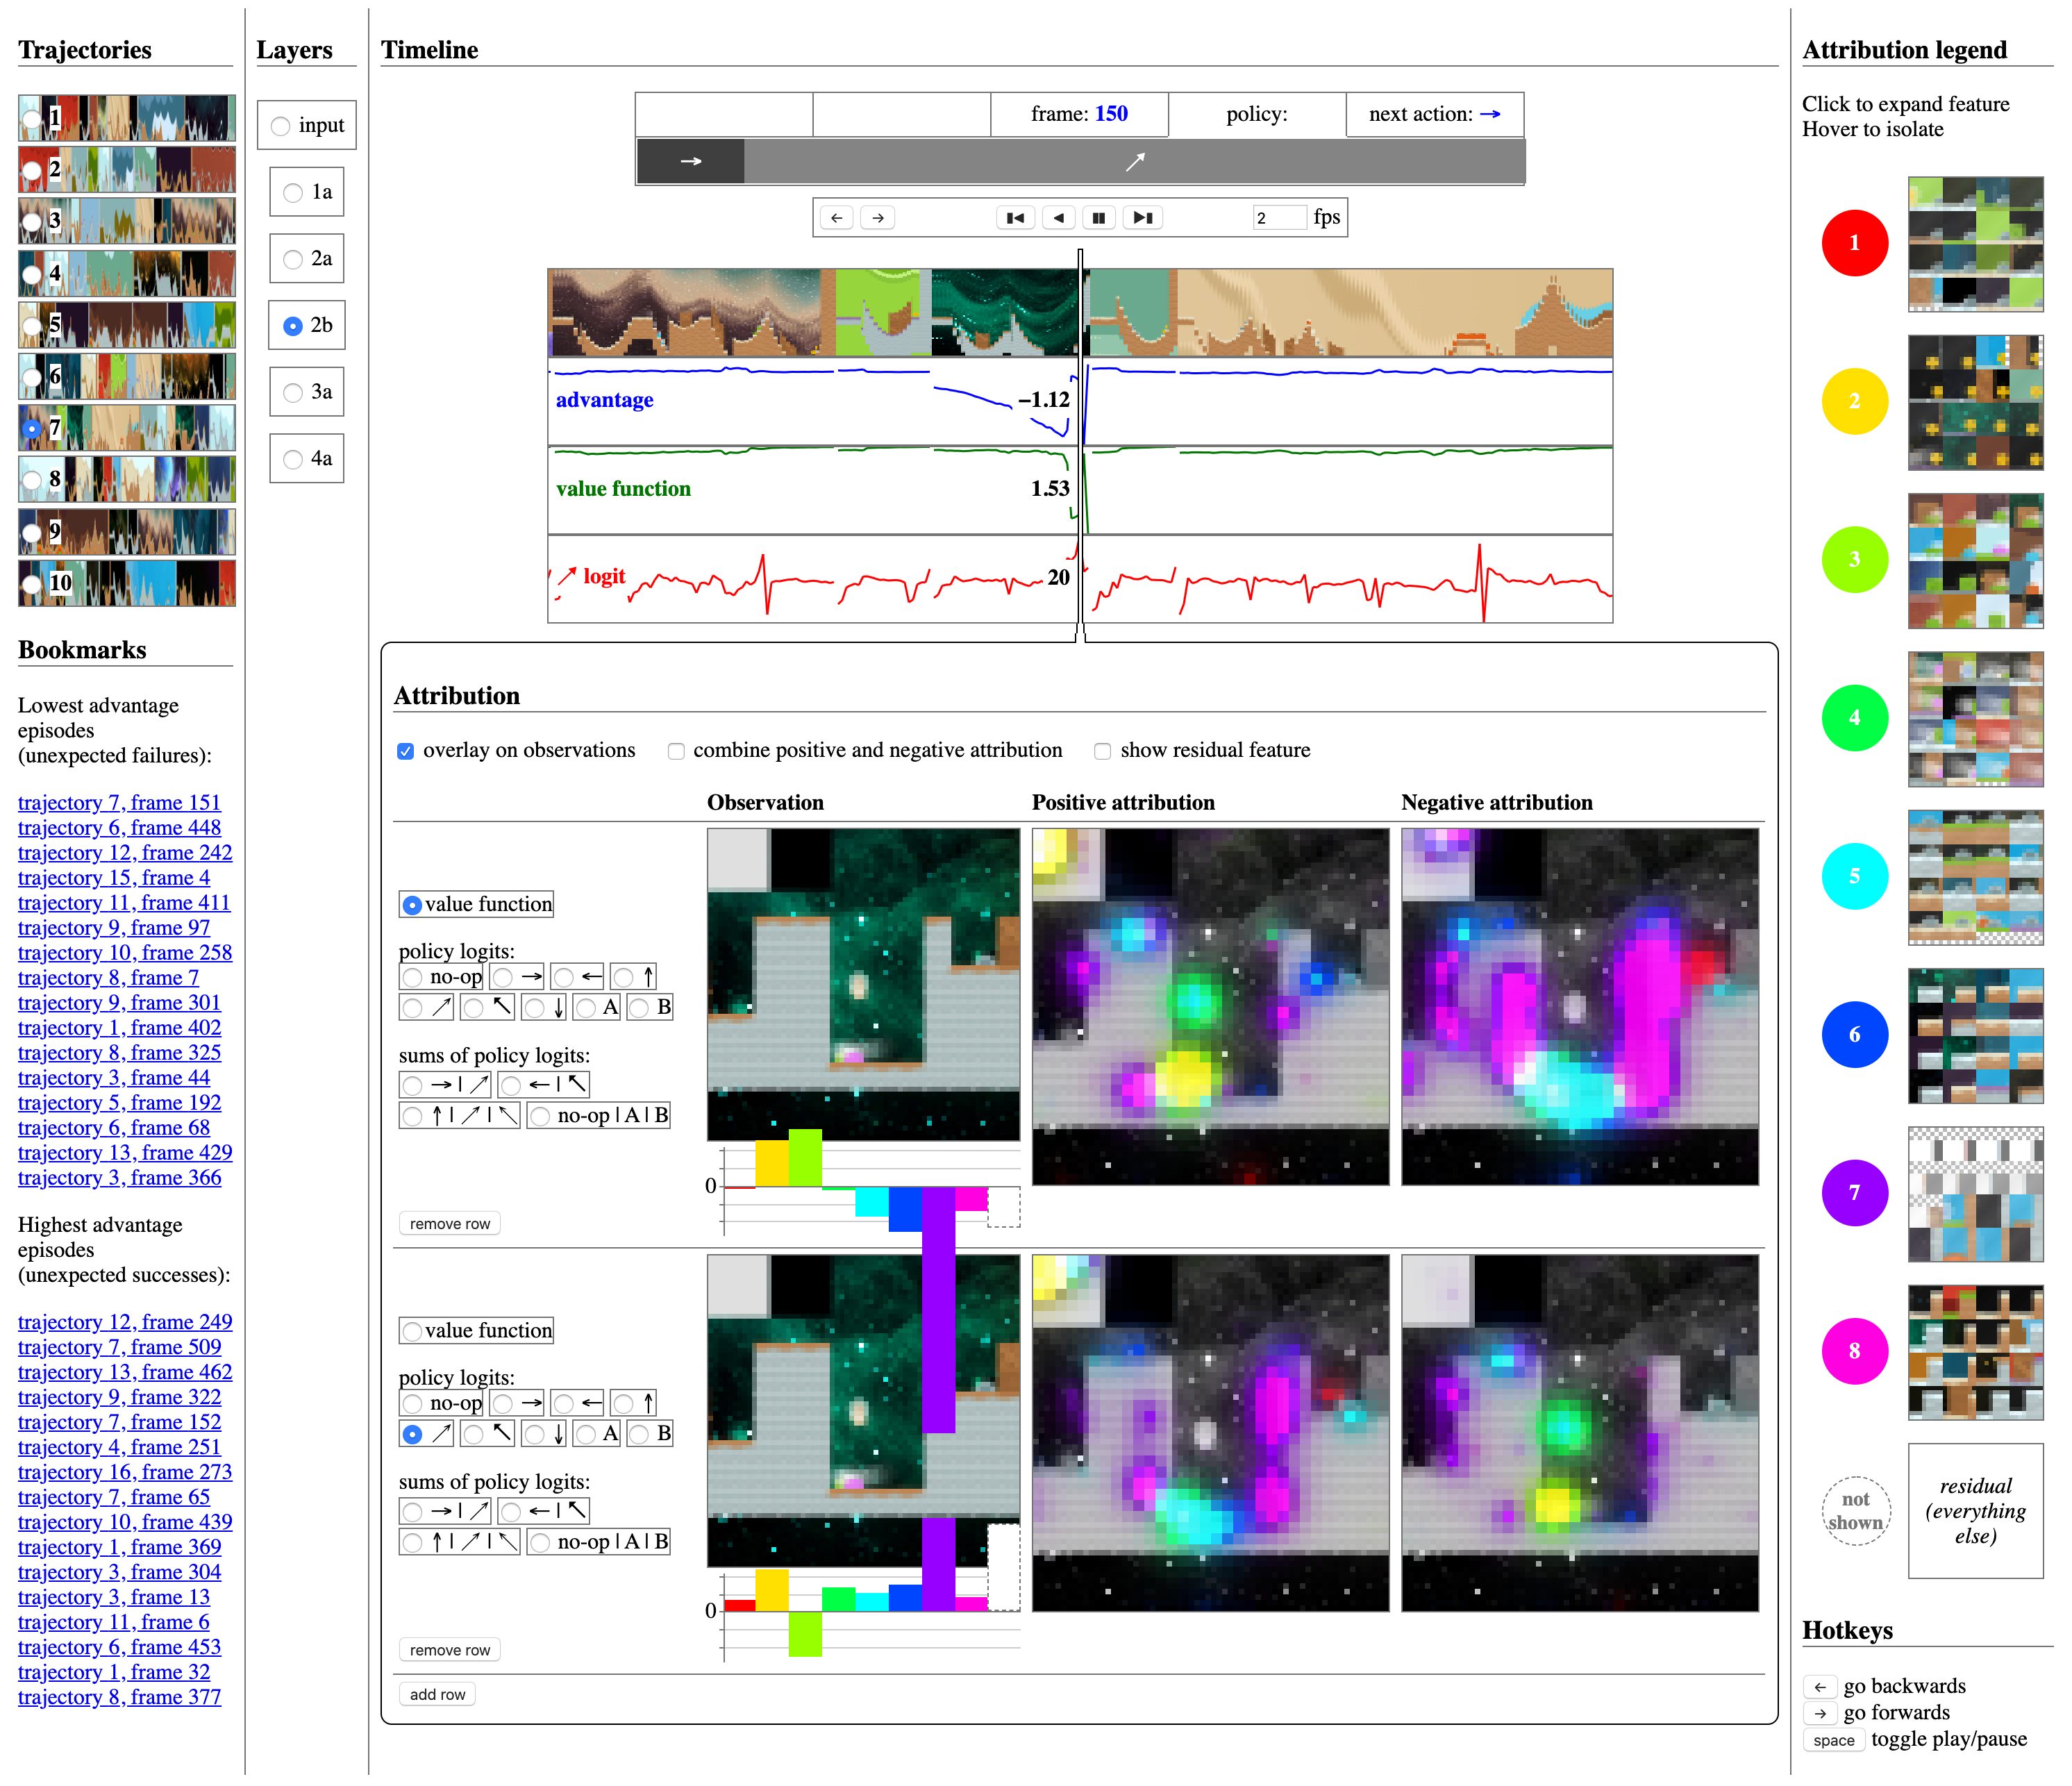 Trajectories
1
2
3
4
5
6
7
8
9
10
Bookmarks
Lowest advantage
episodes
(unexpected failures):
trajectory 7, frame 151
trajectory 6, frame 448
trajectory 12, frame 242
trajectory 15, frame 4
trajectory 11, frame 411
trajectory 9, frame 97
trajectory 10, frame 258
trajectory 8, frame 7
trajectory 9, frame 301
trajectory 1, frame 402
trajectory 8, frame 325
trajectory 3, frame 44
trajectory 5, frame 192
trajectory 6, frame 68
trajectory 13, frame 429
trajectory 3, frame 366
Highest advantage
episodes
(unexpected successes):
trajectory 12, frame 249
trajectory 7, frame 509
trajectory 13, frame 462
trajectory 9, frame 322
trajectory 7, frame 152
trajectory 4, frame 251
trajectory 16, frame 273
trajectory 7, frame 65
trajectory 10, frame 439
trajectory 1, frame 369
trajectory 3, frame 304
trajectory 3, frame 13
trajectory 11, frame 6
trajectory 6, frame 453
trajectory 1, frame 32
trajectory 8, frame 377
Layers
input
1a
2a
2b
3a
4a
Timeline
frame: 150 policy: next action: →
→ ↗
← → 2 fps
advantage −1.12
value function 1.53
↗ logit 20
Attribution
overlay on observations combine positive and negative attribution show residual feature
Observation Positive attribution Negative attribution
value function
policy logits:
no-op → ← ↑
↗ ↖ ↓ A B
sums of policy logits:
→ | ↗ ← | ↖
↑ | ↗ | ↖ no-op | A | B
0
remove row
value function
policy logits:
no-op → ← ↑
↗ ↖ ↓ A B
sums of policy logits:
→ | ↗ ← | ↖
↑ | ↗ | ↖ no-op | A | B
0
remove row
add row
Attribution legend
Click to expand feature
Hover to isolate
1
2
3
4
5
6
7
8
not
shown
residual
(everything
else)
Hotkeys
← go backwards
→ go forwards
space toggle play/pause